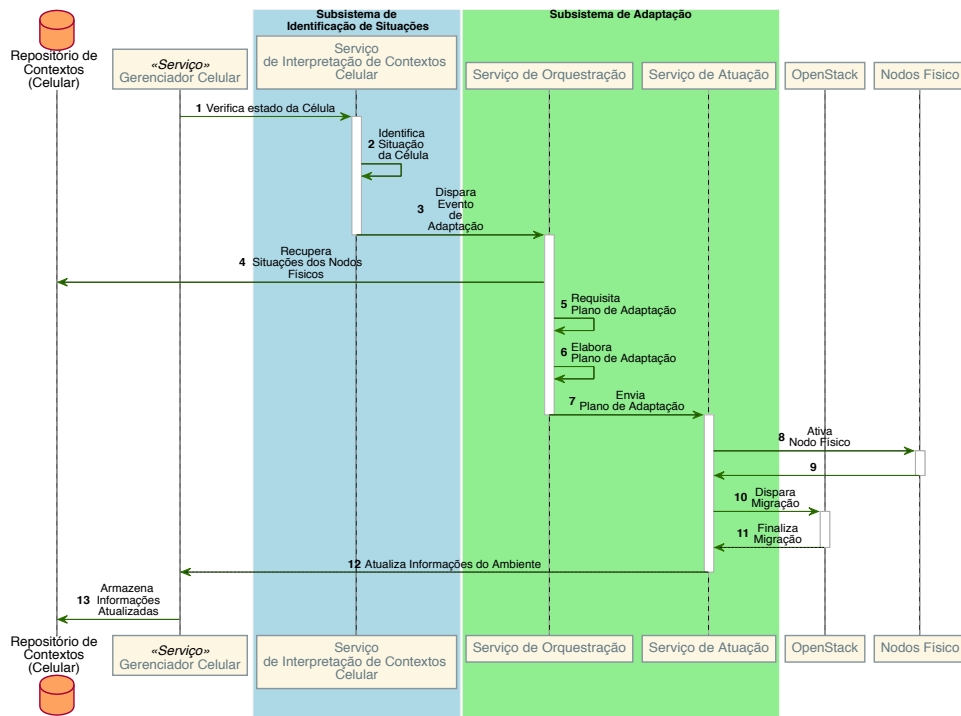 Subsistema de
Identificação de Situações
Subsistema de Adaptação
Repositório de
Contextos
(Celular)
«Serviço»
Gerenciador Celular
Serviço
de Interpretação de Contextos
Celular
Serviço de Orquestração
Serviço de Atuação
OpenStack
Nodos Físico
1 Verifica estado da Célula
Identifica
2 Situação
da Célula
Dispara
3 Evento
de
Adaptação
Recupera
4 Situações dos Nodos
Físicos
5 Requisita
Plano de Adaptação
6 Elabora
Plano de Adaptação
7 Envia
Plano de Adaptação
8 Ativa
Nodo Físico
9
10 Dispara
Migração
11 Finaliza
Migração
12 Atualiza Informações do Ambiente
Armazena
13 Informações
Atualizadas
Repositório de
Contextos
(Celular)
«Serviço»
Gerenciador Celular
Serviço
de Interpretação de Contextos
Celular
Serviço de Orquestração
Serviço de Atuação
OpenStack
Nodos Físico